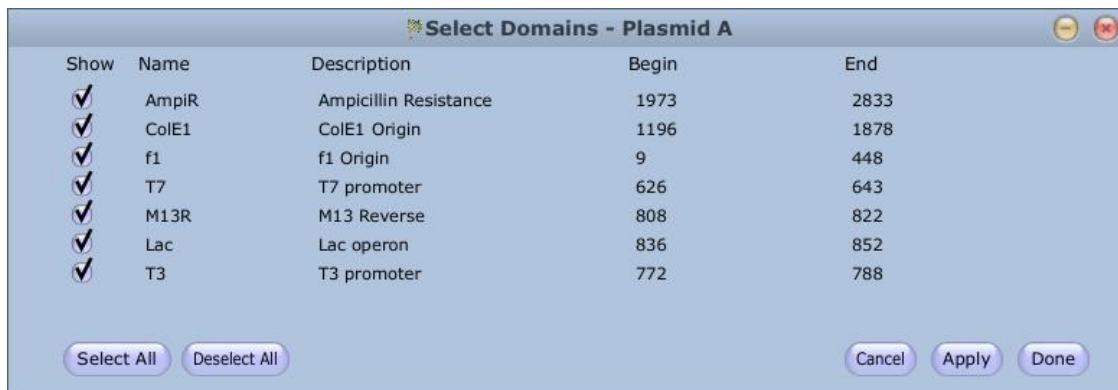 Select Domains - Plasmid A
Show Name Description Begin End
AmpiR Ampicillin Resistance 1973 2833
ColE1 ColE1 Origin 1196 1878
f1 f1 Origin 9 448
T7 T7 promoter 626 643
M13R M13 Reverse 808 822
Lac Lac operon 836 852
T3 T3 promoter 772 788
Select All Deselect All Cancel Apply Done